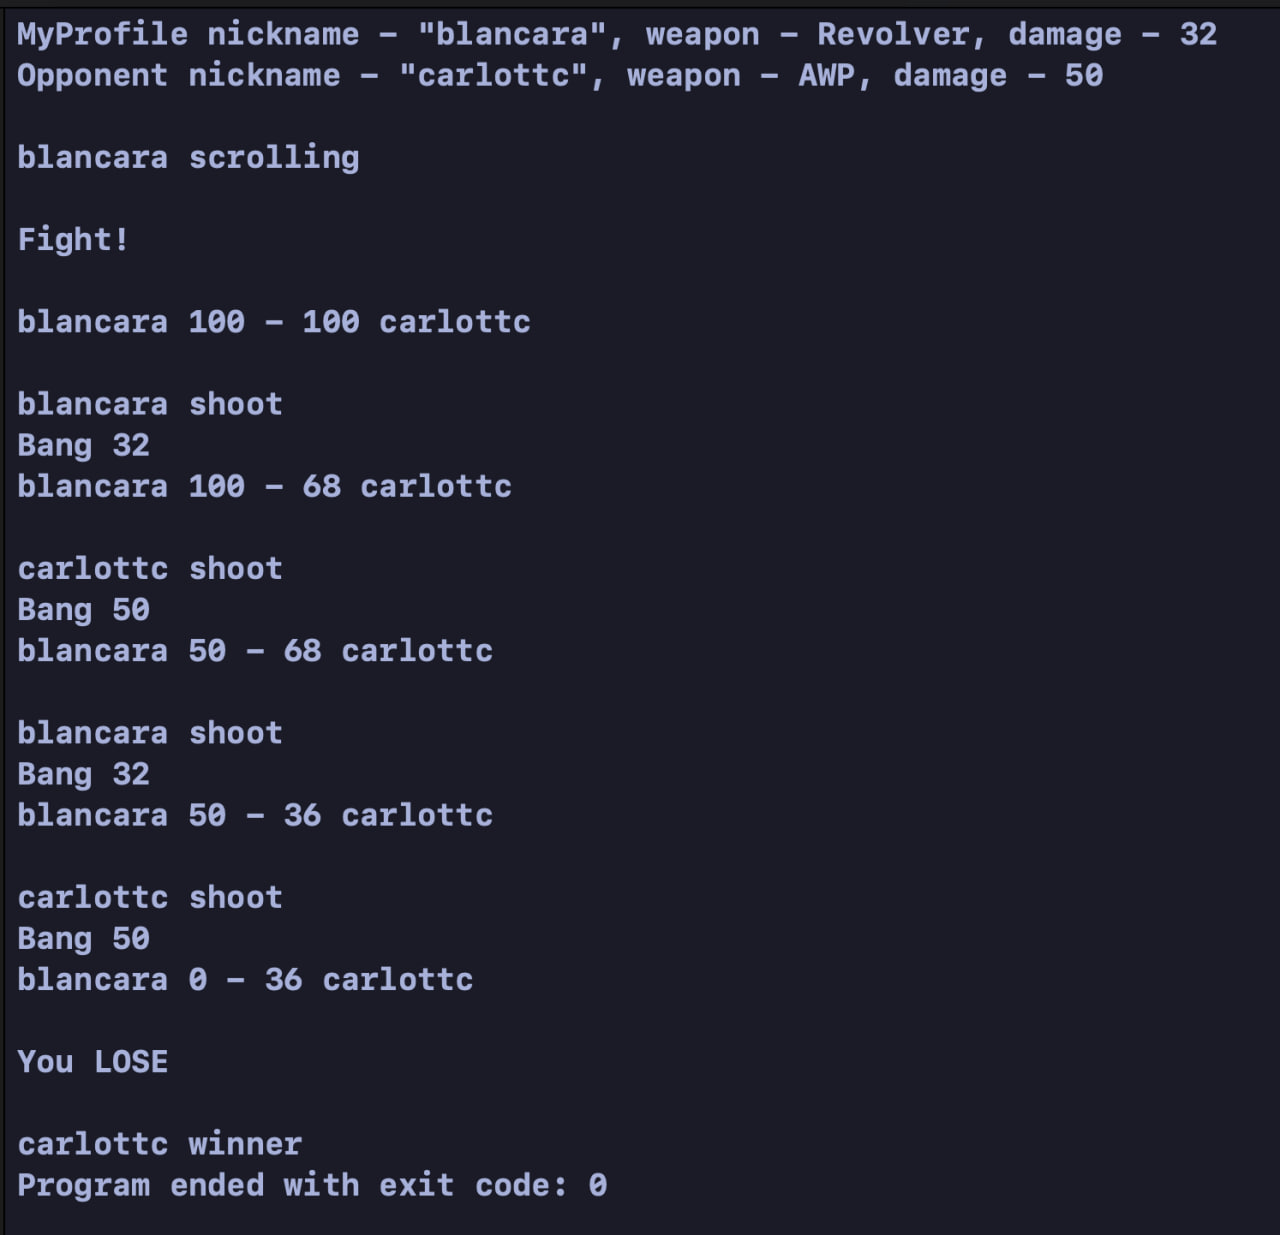 MyProfile nickname - "blancara", weapon - Revolver, damage - 32
Opponent nickname - "carlottc", weapon - AWP, damage - 50
blancara scrolling
Fight!
blancara 100 - 100 carlottc
blancara shoot
Bang 32
blancara 100 - 68 carlottc
carlottc shoot
Bang 50
blancara 50 - 68 carlottc
blancara shoot
Bang 32
blancara 50 - 36 carlottc
carlottc shoot
Bang 50
blancara 0 - 36 carlottc
You LOSE
carlottc winner
Program ended with exit code: 0